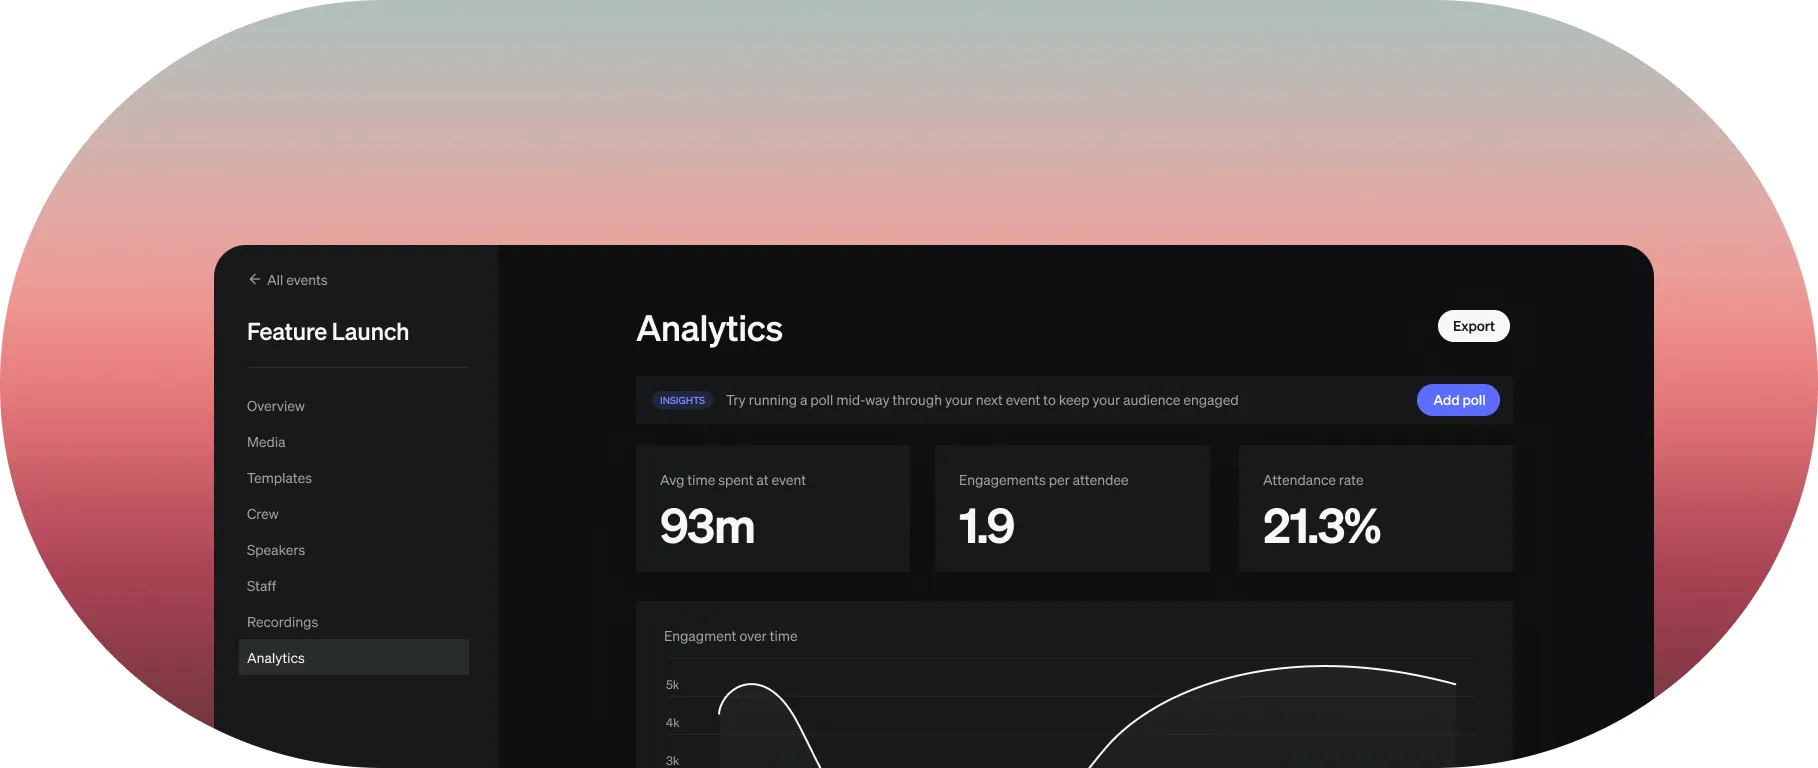 All events
Feature Launch
Overview
Media
Templates
Crew
Speakers
Staff
Recordings
Analytics
Analytics
Export
INSIGHTS Try running a poll mid-way through your next event to keep your audience engaged Add poll
Avg time spent at event
93m
Engagements per attendee
1.9
Attendance rate
21.3%
Engagment over time
5k
4k
3k